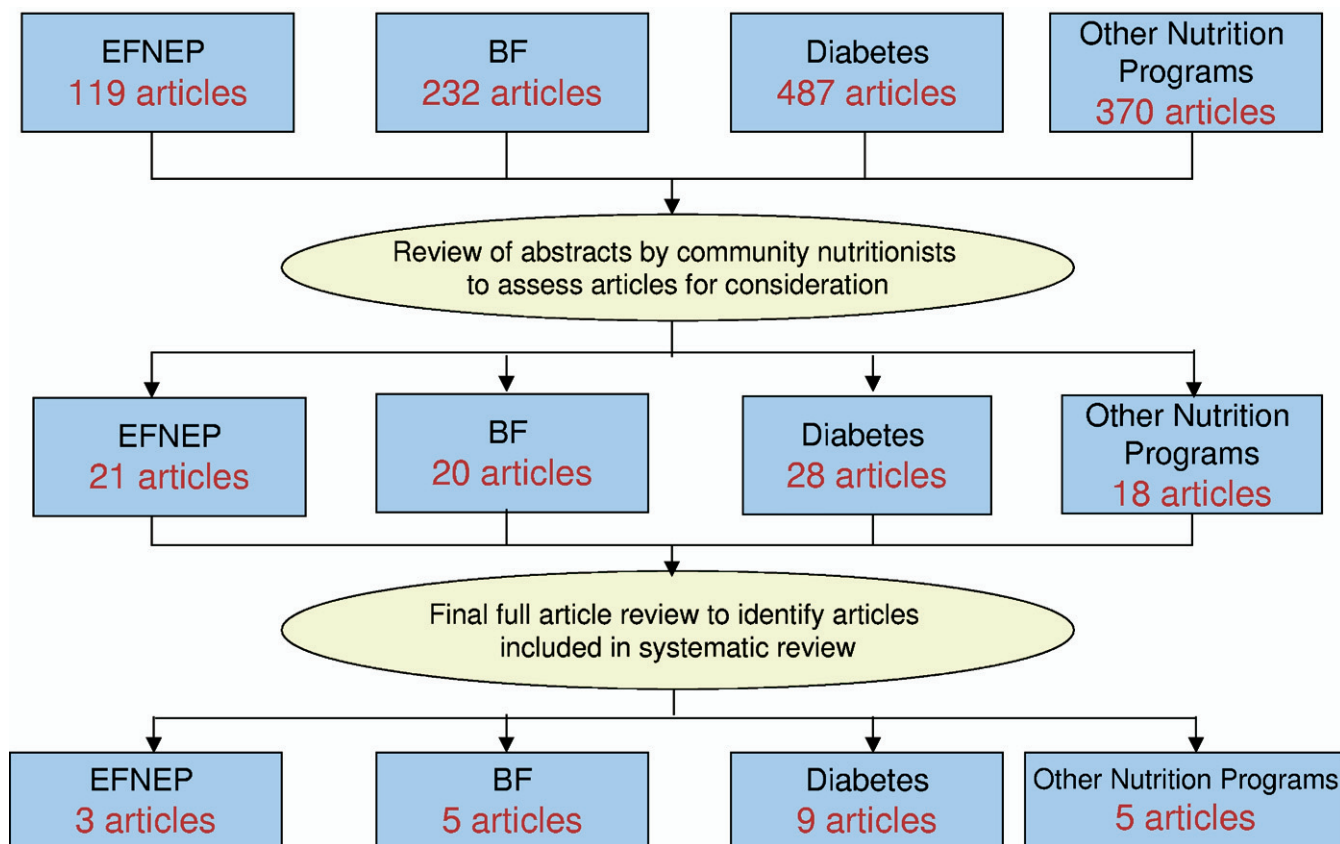 EFNEP
119 articles
BF
232 articles
Diabetes
487 articles
Other Nutrition
Programs
370 articles
Review of abstracts by community nutritionists
to assess articles for consideration
EFNEP
21 articles
BF
20 articles
Diabetes
28 articles
Other Nutrition
Programs
18 articles
Final full article review to identify articles
included in systematic review
EFNEP
3 articles
BF
5 articles
Diabetes
9 articles
Other Nutrition Programs
5 articles